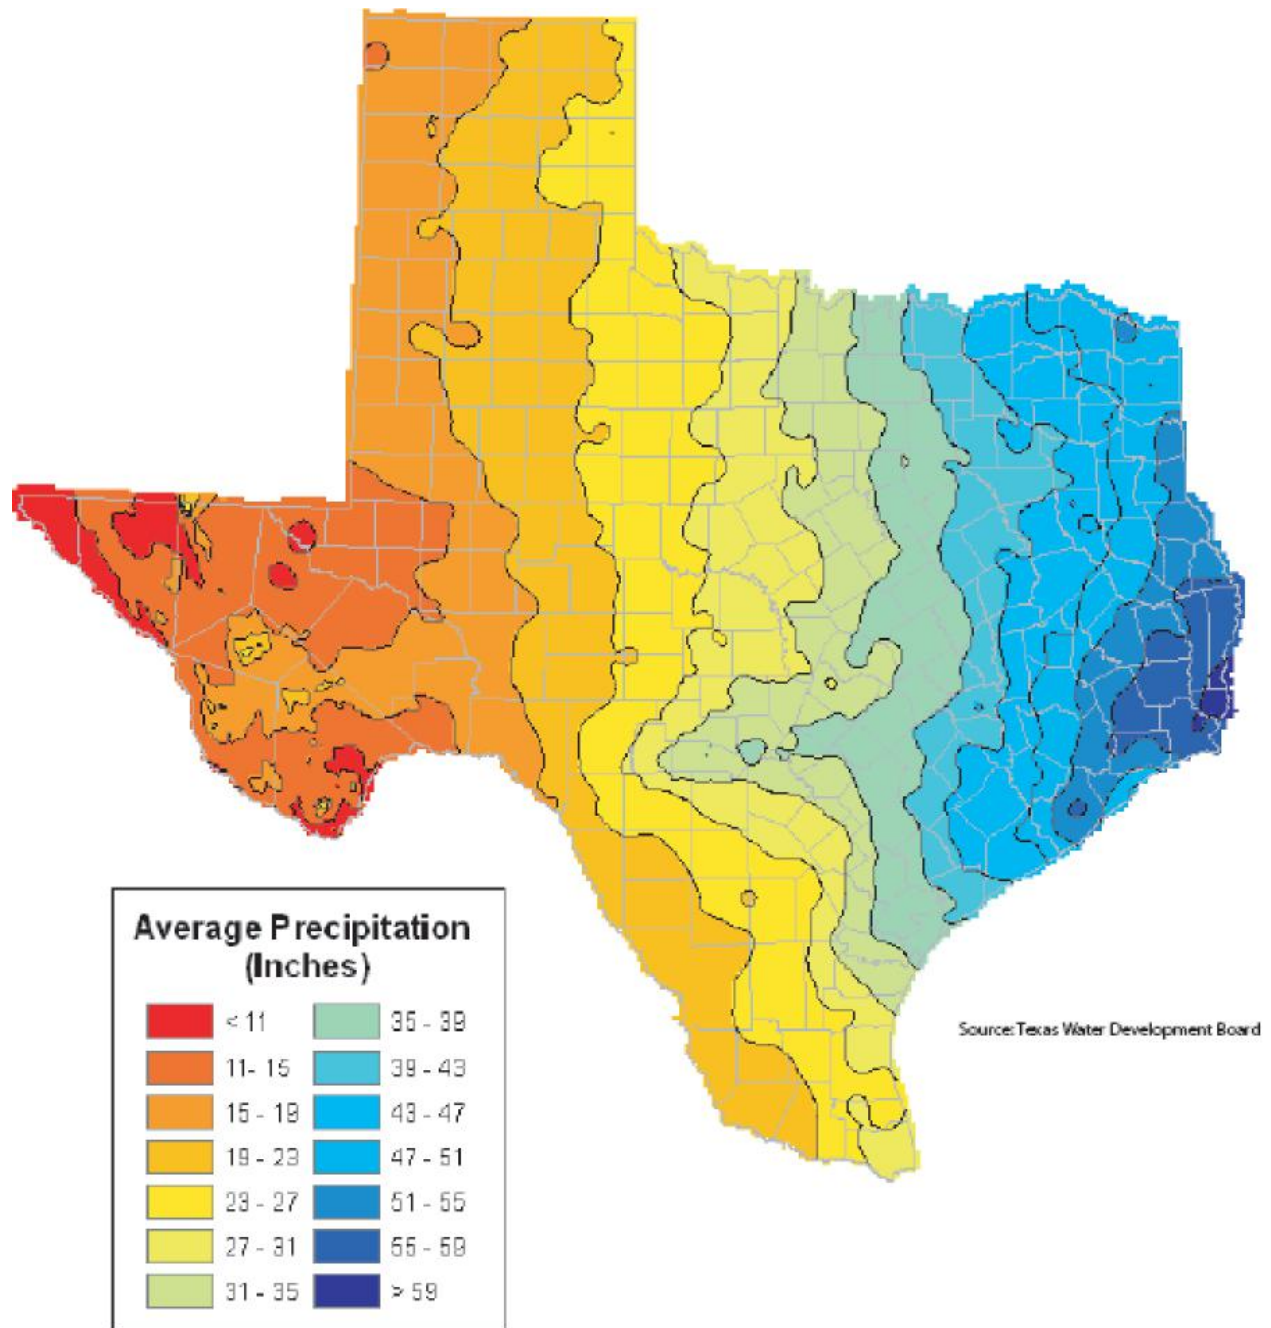 Average Precipitation
(Inches)
< 11
11- 15
15 - 19
19 - 23
23 - 27
27 - 31
31 - 35
35 - 39
39 - 43
43 - 47
47 - 51
51 - 55
55 - 59
> 59
Source: Texas Water Development Board